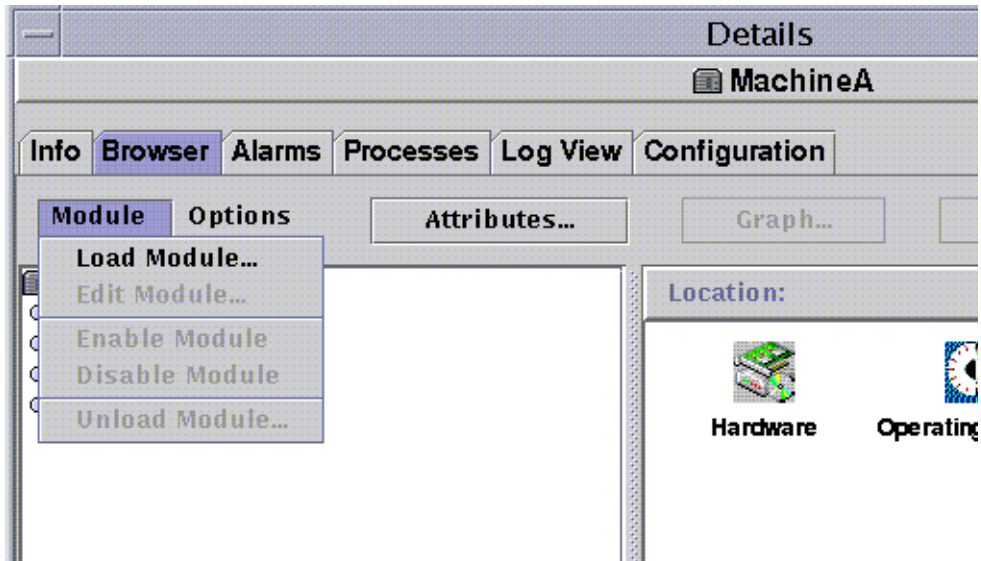 Details
MachineA
Info Browser Alarms Processes Log View Configuration
Module Options Attributes... Graph...
Load Module...
Edit Module...
Enable Module
Disable Module
Unload Module...
Location:
Hardware Operating